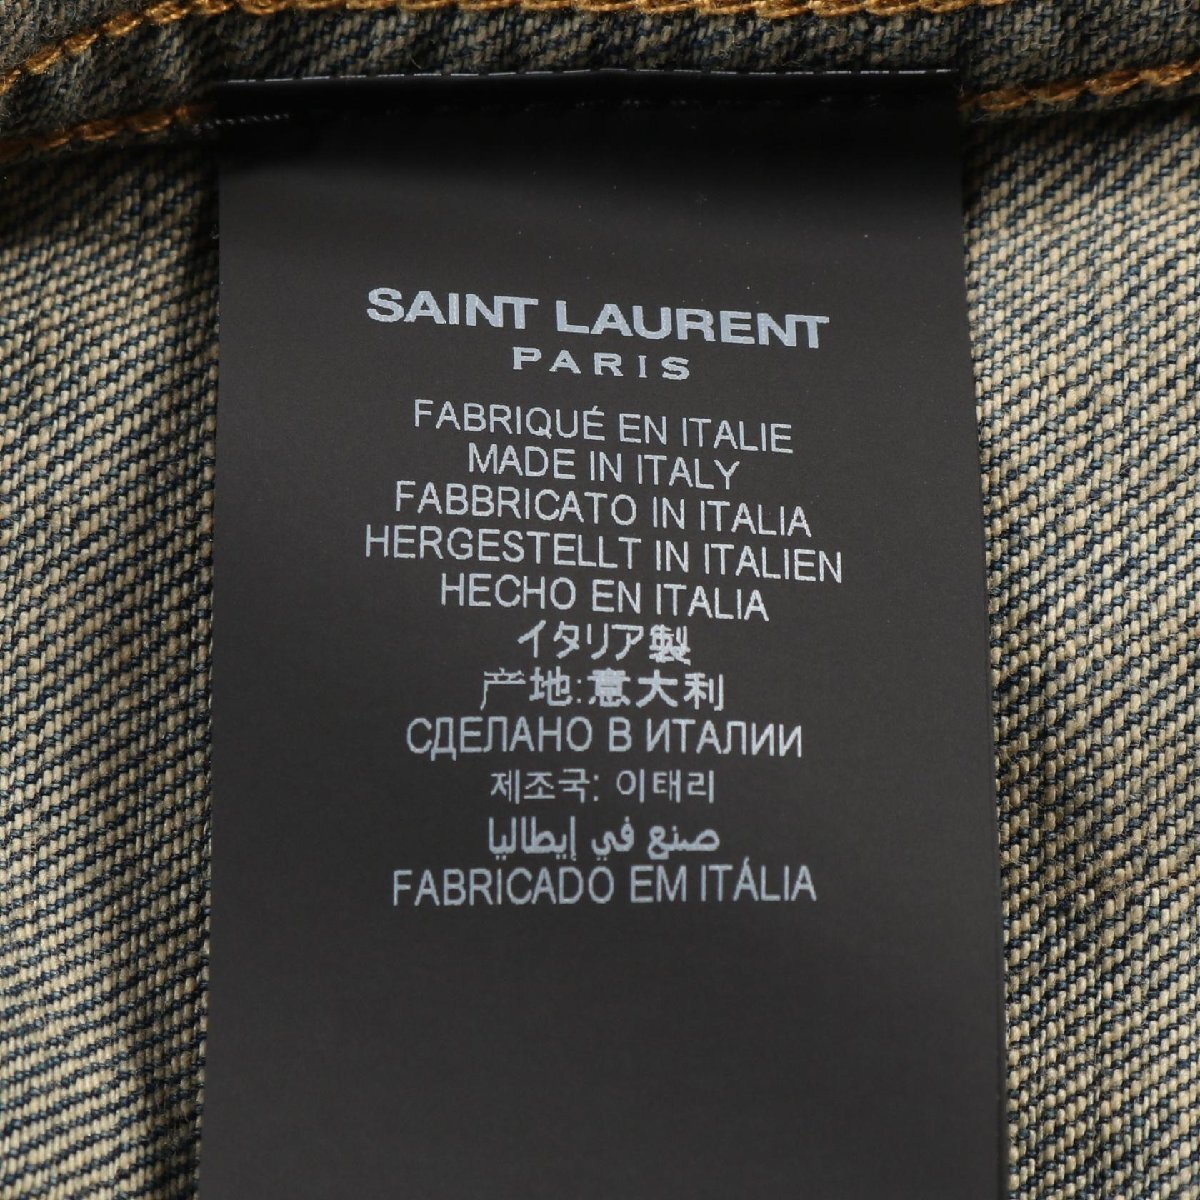 SAINT LAURENT
PARIS
FABRIQUÉ EN ITALIE
MADE IN ITALY
FABBRICATO IN ITALIA
HERGESTELLT IN ITALIEN
HECHO EN ITALIA
イタリア製
产地:意大利
СДЕЛАНО В ИТАЛИИ
제조국: 이태리
صنع في إيطاليا
FABRICADO EM ITÁLIA